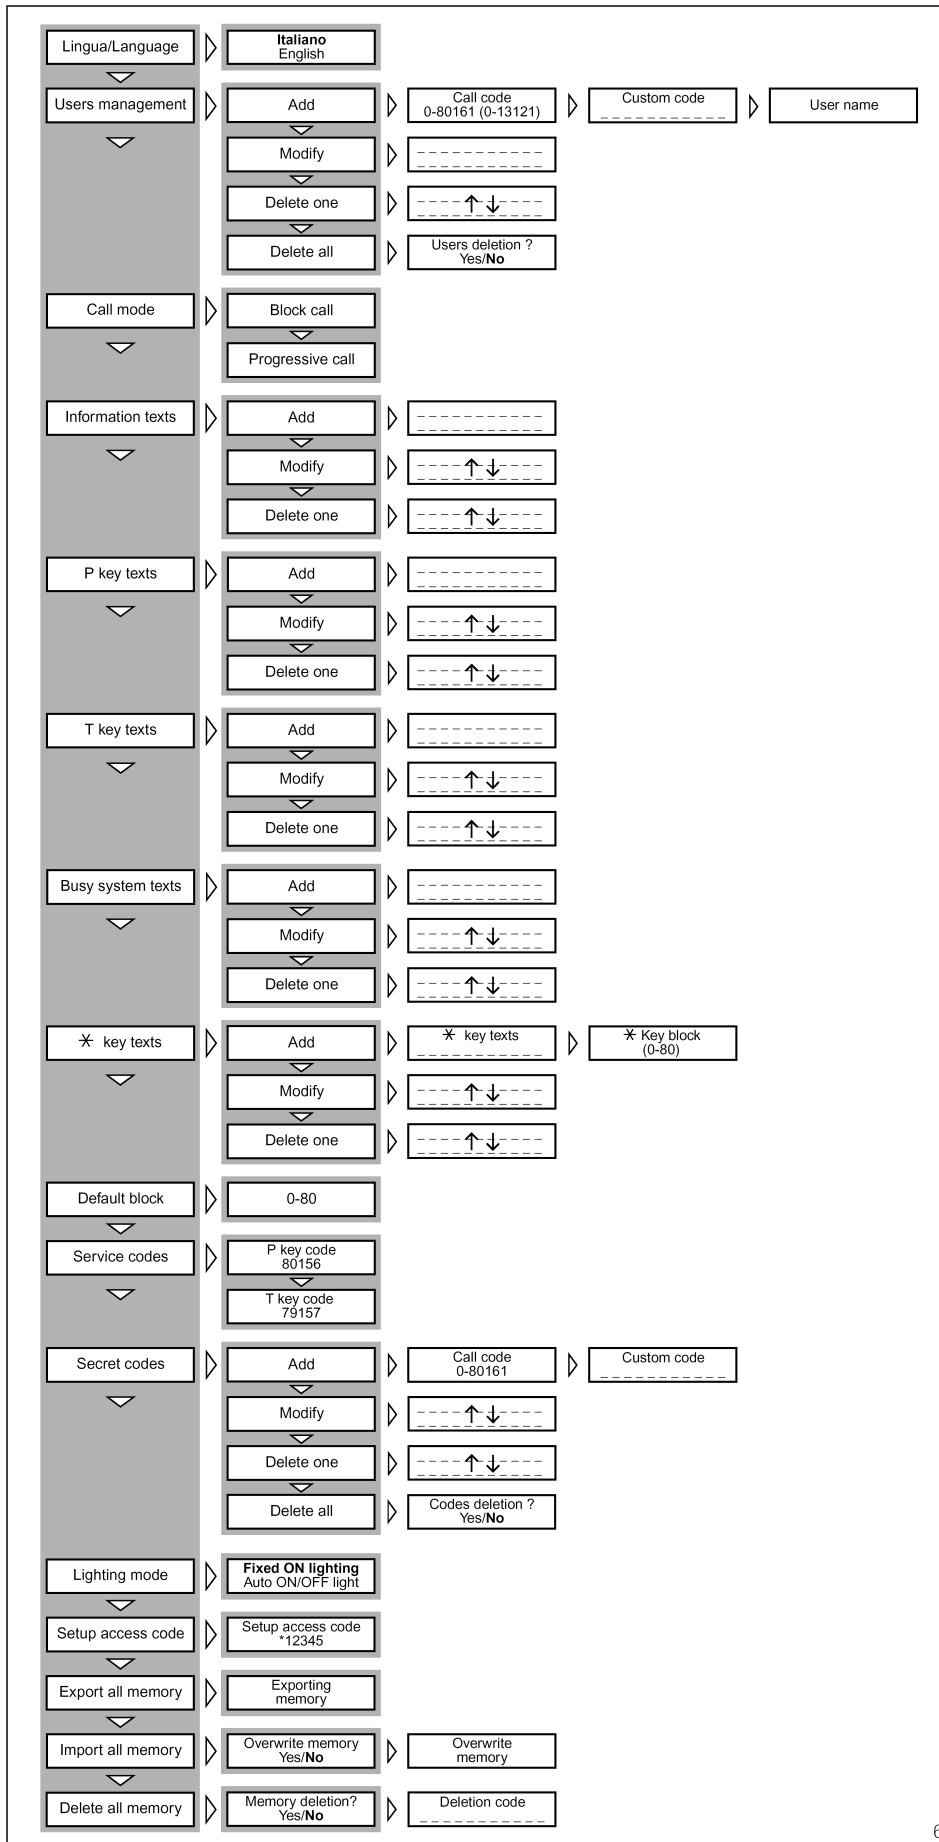 Lingua/Language
Italiano
English
Users management
Add
Call code
0-80161 (0-13121)
Custom code
_ _ _ _ _ _ _ _ _ _ _
User name
Modify
Delete one
↑ ↓
Delete all
Users deletion ?
Yes/No
Call mode
Block call
Progressive call
Information texts
Add
Modify
↑ ↓
Delete one
↑ ↓
P key texts
Add
Modify
↑ ↓
Delete one
↑ ↓
T key texts
Add
Modify
↑ ↓
Delete one
↑ ↓
Busy system texts
Add
Modify
↑ ↓
Delete one
↑ ↓
* key texts
Add
* key texts
_ _ _ _ _ _ _ _ _ _
* Key block
(0-80)
Modify
↑ ↓
Delete one
↑ ↓
Default block
0-80
Service codes
P key code
80156
T key code
79157
Secret codes
Add
Call code
0-80161
Custom code
_ _ _ _ _ _ _ _ _ _ _
Modify
↑ ↓
Delete one
↑ ↓
Delete all
Codes deletion ?
Yes/No
Lighting mode
Fixed ON lighting
Auto ON/OFF light
Setup access code
Setup access code
*12345
Export all memory
Exporting
memory
Import all memory
Overwrite memory
Yes/No
Overwrite
memory
Delete all memory
Memory deletion?
Yes/No
Deletion code
_ _ _ _ _ _ _ _ _ _ _
6